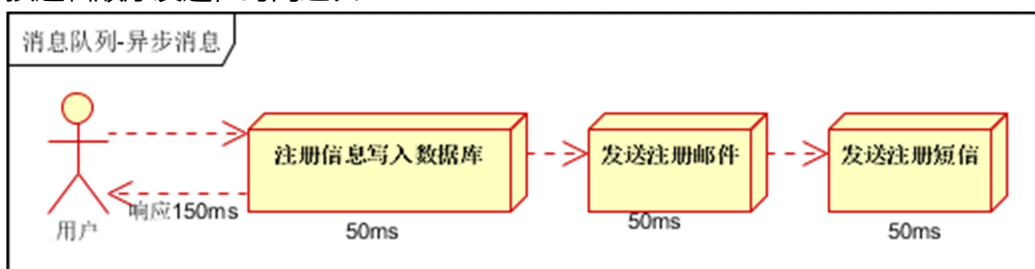 消息队列-异步消息
注册信息写入数据库
发送注册邮件
发送注册短信
响应150ms
用户
50ms
50ms
50ms